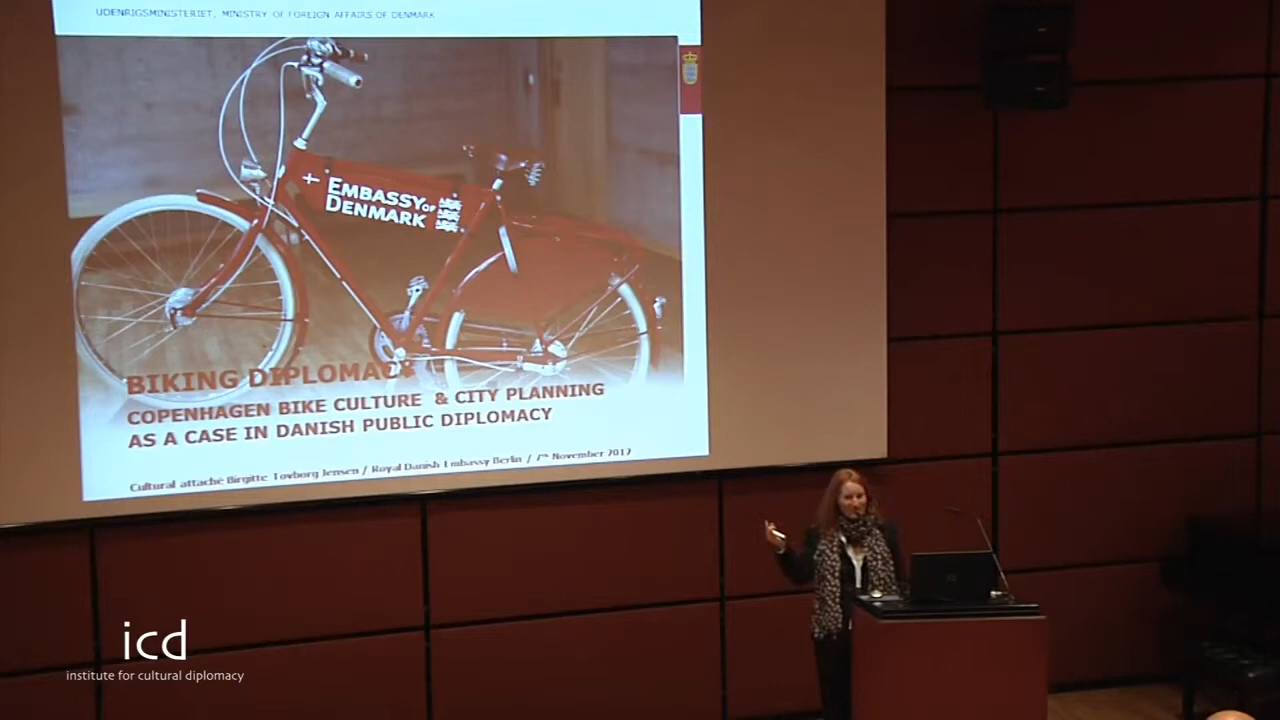 UDENRIGSMINISTERIET, MINISTRY OF FOREIGN AFFAIRS OF DENMARK
EMBASSY OF
DENMARK
BIKING DIPLOMACY
COPENHAGEN BIKE CULTURE & CITY PLANNING
AS A CASE IN DANISH PUBLIC DIPLOMACY
Cultural attaché Birgitte Tovborg Jensen / Royal Danish Embassy Berlin / 7th November 2012
icd
institute for cultural diplomacy